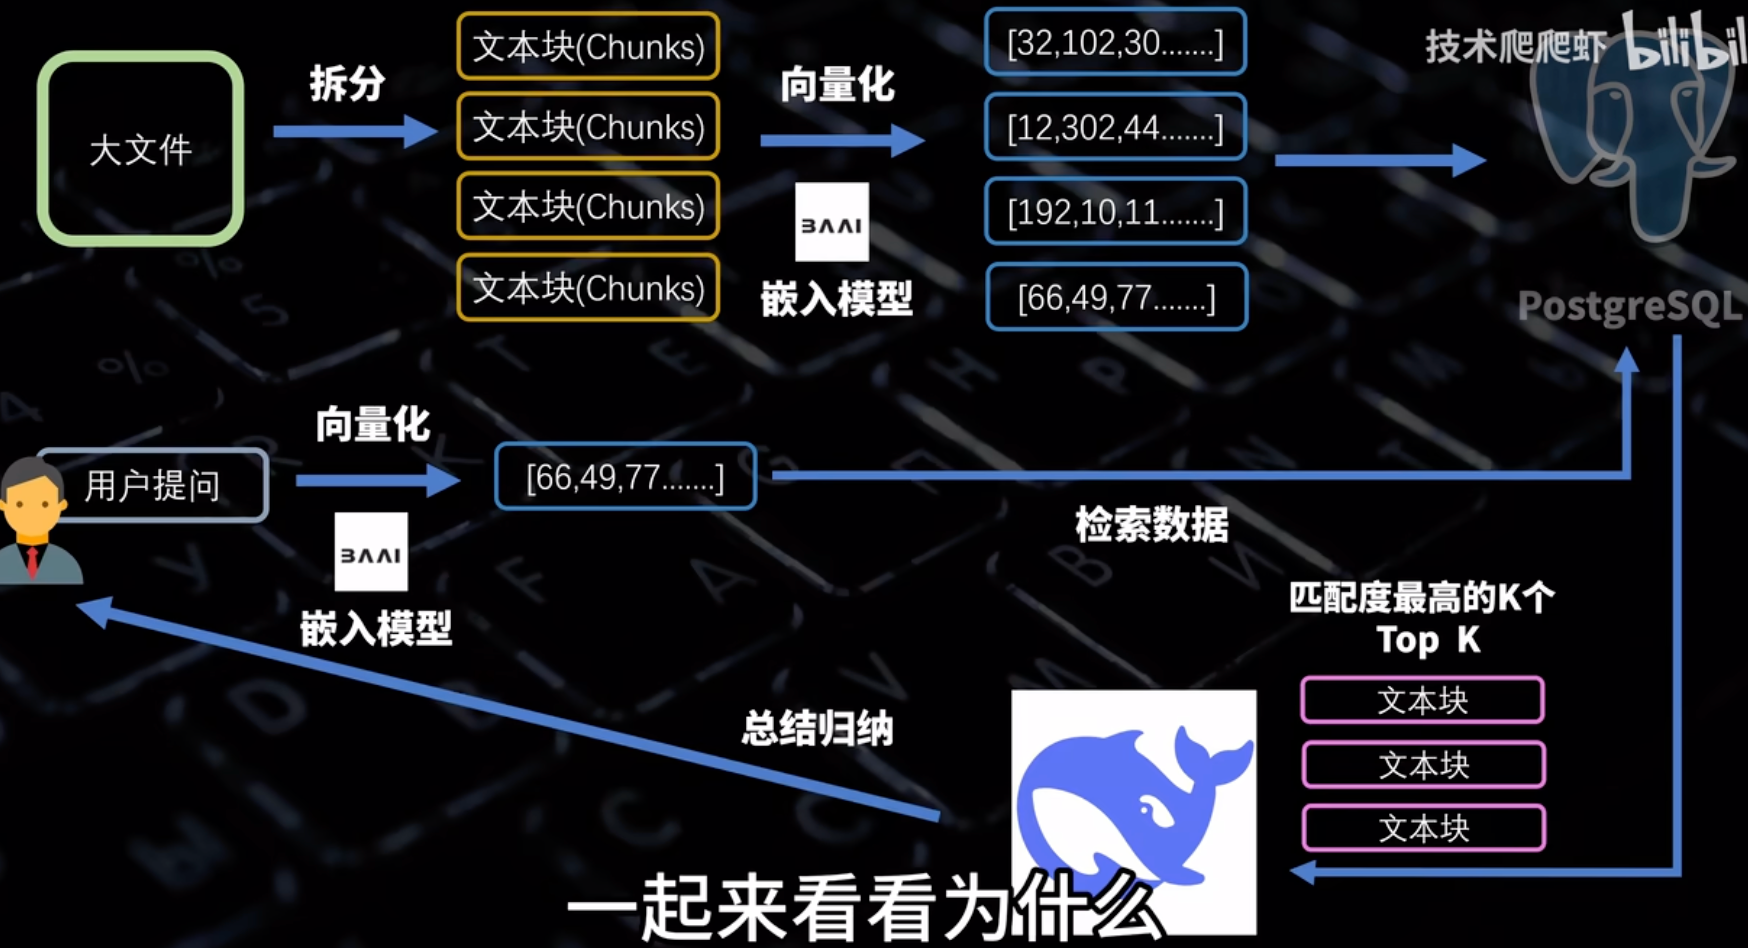 技术爬爬虾 bilibil
大文件
拆分
文本块(Chunks)
文本块(Chunks)
文本块(Chunks)
文本块(Chunks)
向量化
BAAI
嵌入模型
[32,102,30.......]
[12,302,44.......]
[192,10,11.......]
[66,49,77.......]
PostgreSQL
用户提问
向量化
BAAI
嵌入模型
[66,49,77.......]
检索数据
匹配度最高的K个
Top K
文本块
文本块
文本块
总结归纳
一起来看看为什么